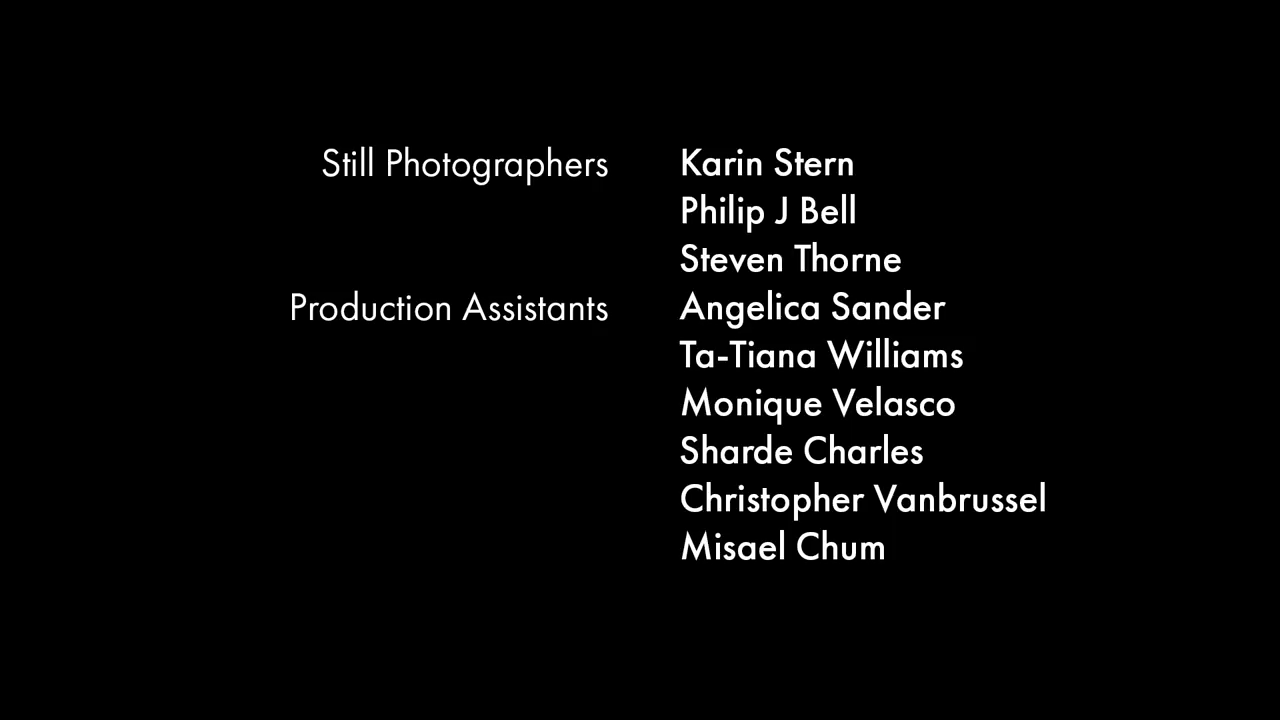 Still Photographers Karin Stern
Philip J Bell
Steven Thorne
Production Assistants Angelica Sander
Ta-Tiana Williams
Monique Velasco
Sharde Charles
Christopher Vanbrussel
Misael Chum